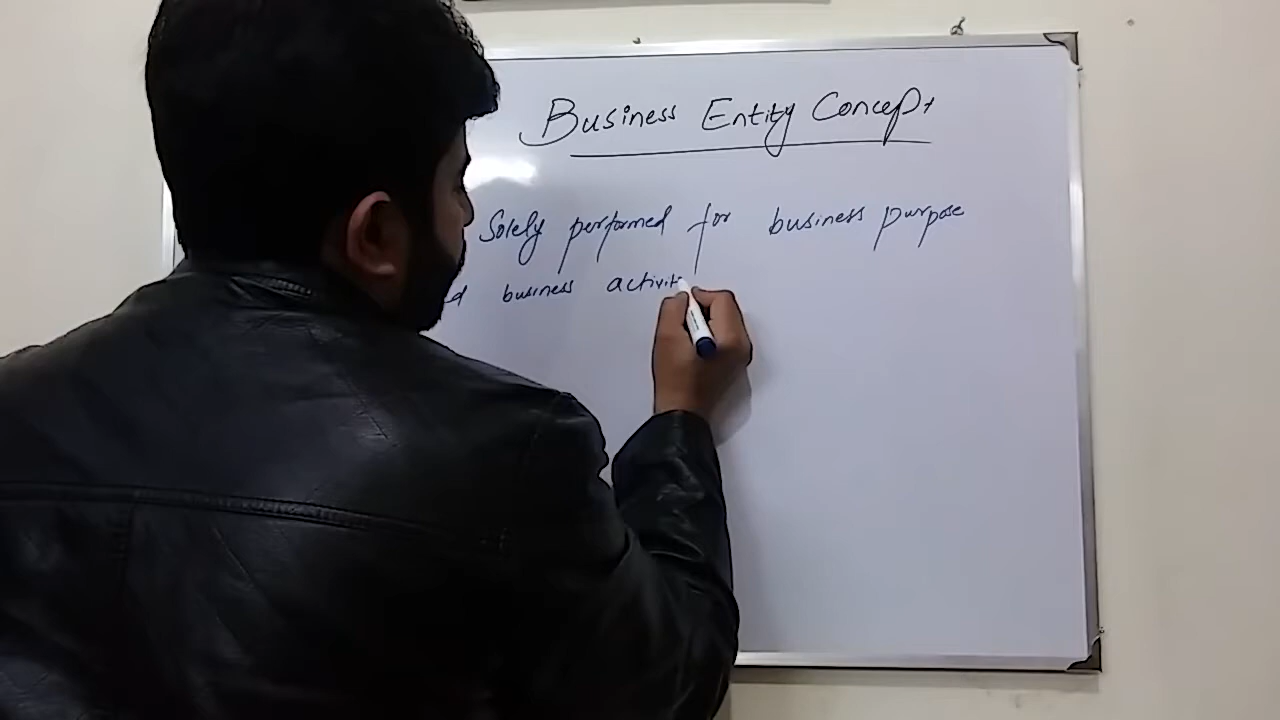 Business Entity Concept
Solely performed for business purpose
business activit